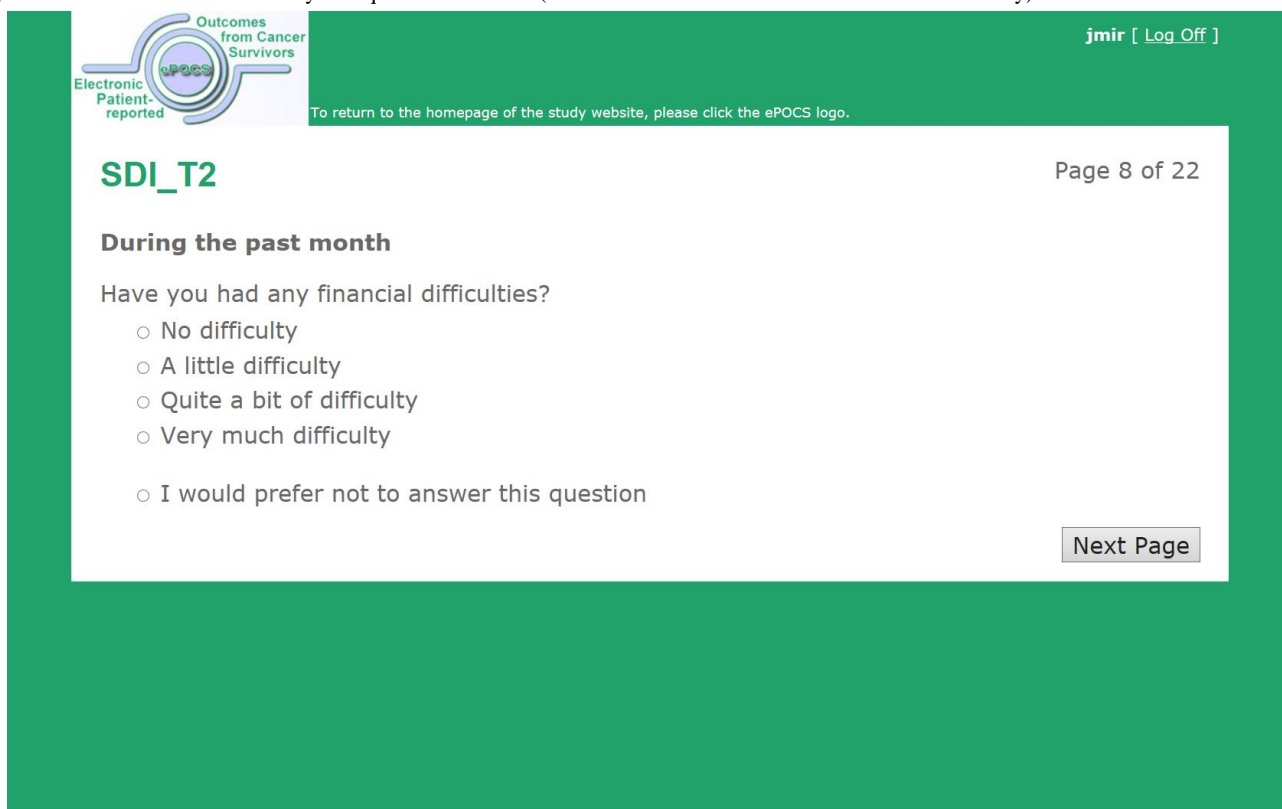 Outcomes
from Cancer
Survivors
ePOCS
Electronic
Patient-
reported
jmir [ Log Off ]
To return to the homepage of the study website, please click the ePOCS logo.
SDI_T2
Page 8 of 22
During the past month
Have you had any financial difficulties?
No difficulty
A little difficulty
Quite a bit of difficulty
Very much difficulty
I would prefer not to answer this question
Next Page